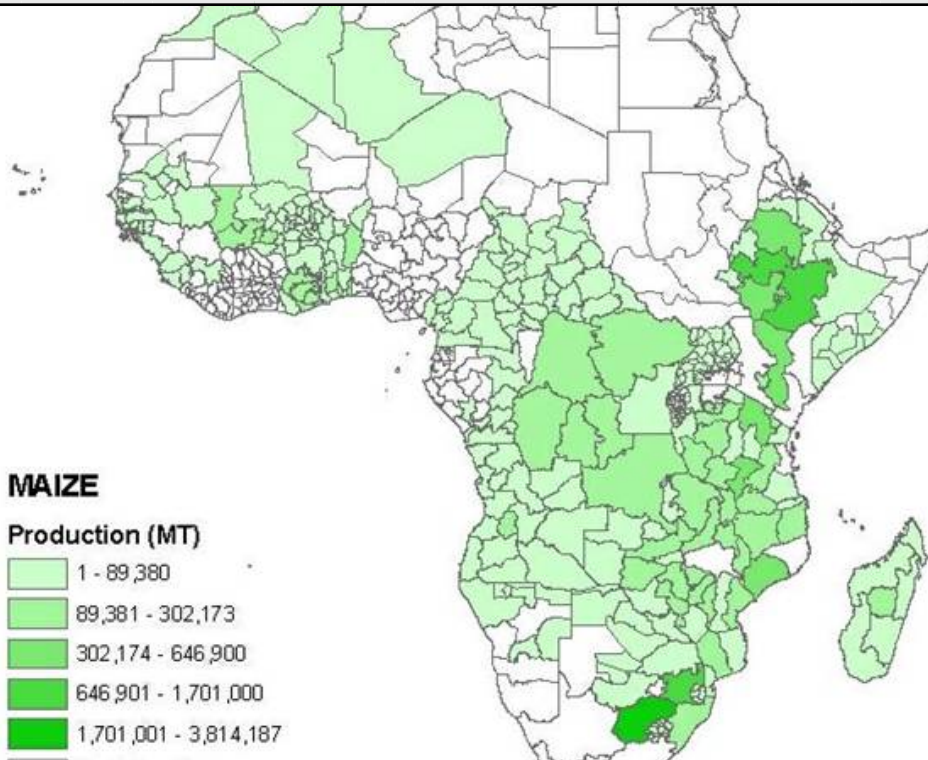 MAIZE
Production (MT)
1 - 89,380
89,381 - 302,173
302,174 - 646,900
646,901 - 1,701,000
1,701,001 - 3,814,187